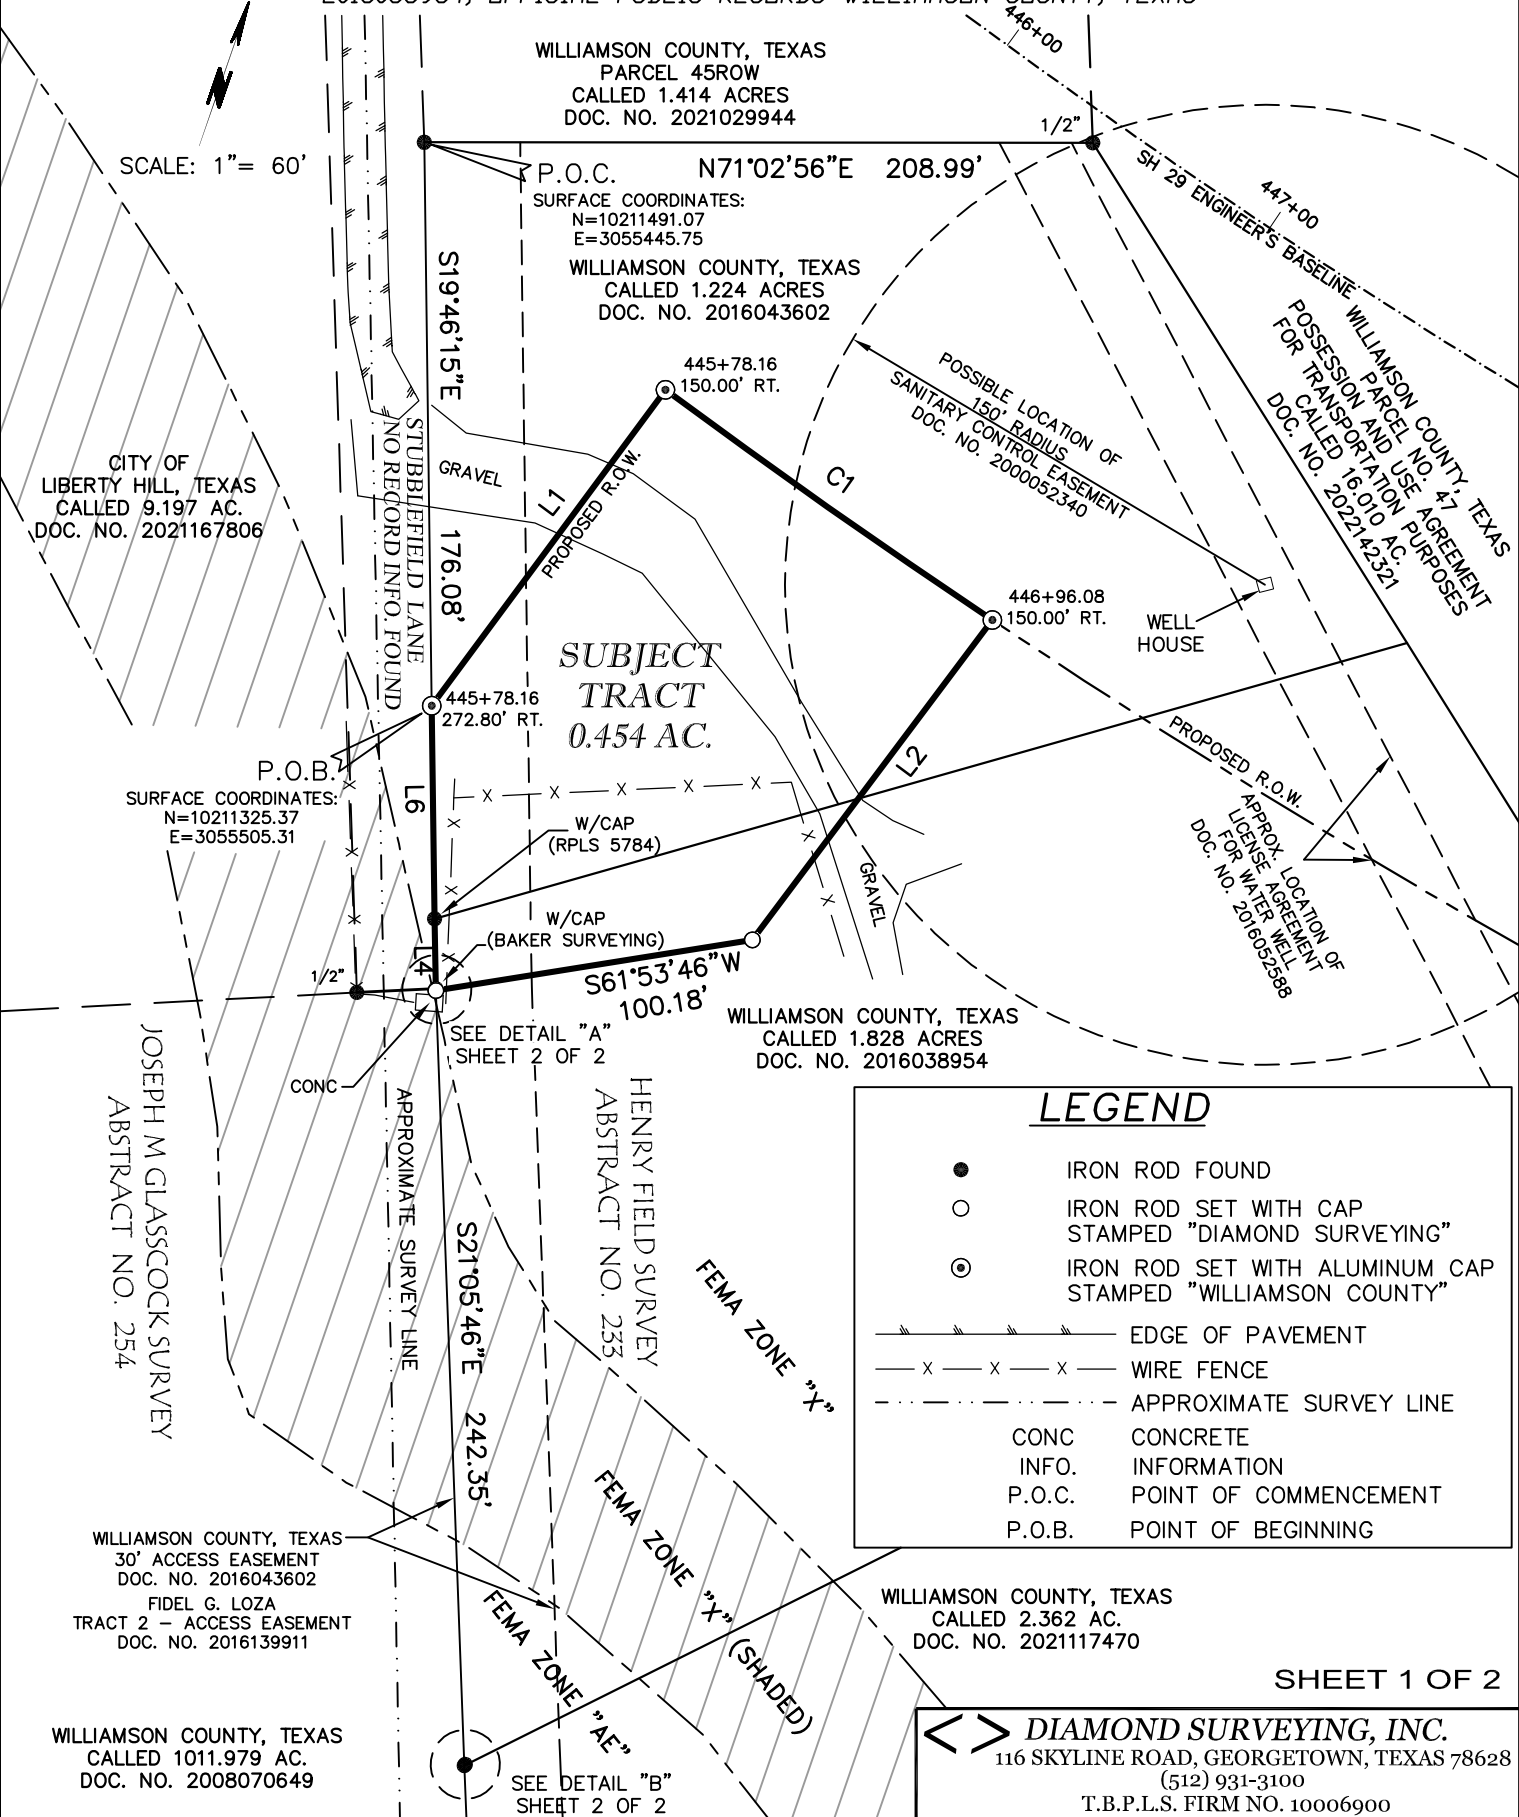 446+00
WILLIAMSON COUNTY, TEXAS
PARCEL 45ROW
CALLED 1.414 ACRES
DOC. NO. 2021029944
N
SCALE: 1"= 60'
1/2"
P.O.C.
N71°02'56"E 208.99'
SURFACE COORDINATES:
N=10211491.07
E=3055445.75
SH 29 ENGINEER'S BASELINE
447+00
WILLIAMSON COUNTY, TEXAS
CALLED 1.224 ACRES
DOC. NO. 2016043602
S19°46'15"E 176.08'
445+78.16
150.00' RT.
POSSIBLE LOCATION OF
150' RADIUS
SANITARY CONTROL EASEMENT
DOC. NO. 2000052340
WILLIAMSON COUNTY, TEXAS
PARCEL NO. 47
POSSESSION AND USE AGREEMENT
FOR TRANSPORTATION PURPOSES
CALLED 16.010 AC.
DOC. NO. 2022142321
CITY OF
LIBERTY HILL, TEXAS
CALLED 9.197 AC.
DOC. NO. 2021167806
STUBBLEFIELD LANE
NO RECORD INFO. FOUND
GRAVEL
L1
PROPOSED R.O.W.
C1
446+96.08
150.00' RT.
WELL
HOUSE
SUBJECT
TRACT
0.454 AC.
445+78.16
272.80' RT.
P.O.B.
SURFACE COORDINATES:
N=10211325.37
E=3055505.31
L6
L2
PROPOSED R.O.W.
W/CAP
(RPLS 5784)
APPROX. LOCATION OF
LICENSE AGREEMENT
FOR WATER WELL
DOC. NO. 2016052588
GRAVEL
W/CAP
(BAKER SURVEYING)
L4
1/2"
S61°53'46"W
100.18'
WILLIAMSON COUNTY, TEXAS
CALLED 1.828 ACRES
DOC. NO. 2016038954
SEE DETAIL "A"
SHEET 2 OF 2
CONC
JOSEPH M GLASSCOCK SURVEY
ABSTRACT NO. 254
APPROXIMATE SURVEY LINE
HENRY FIELD SURVEY
ABSTRACT NO. 233
S21°05'46"E 242.35'
FEMA ZONE "X"
FEMA ZONE "X" (SHADED)
FEMA ZONE "AE"
LEGEND
IRON ROD FOUND
IRON ROD SET WITH CAP
STAMPED "DIAMOND SURVEYING"
IRON ROD SET WITH ALUMINUM CAP
STAMPED "WILLIAMSON COUNTY"
EDGE OF PAVEMENT
X X X WIRE FENCE
APPROXIMATE SURVEY LINE
CONC CONCRETE
INFO. INFORMATION
P.O.C. POINT OF COMMENCEMENT
P.O.B. POINT OF BEGINNING
WILLIAMSON COUNTY, TEXAS
30' ACCESS EASEMENT
DOC. NO. 2016043602
FIDEL G. LOZA
TRACT 2 – ACCESS EASEMENT
DOC. NO. 2016139911
WILLIAMSON COUNTY, TEXAS
CALLED 2.362 AC.
DOC. NO. 2021117470
WILLIAMSON COUNTY, TEXAS
CALLED 1011.979 AC.
DOC. NO. 2008070649
SEE DETAIL "B"
SHEET 2 OF 2
SHEET 1 OF 2
DIAMOND SURVEYING, INC.
116 SKYLINE ROAD, GEORGETOWN, TEXAS 78628
(512) 931-3100
T.B.P.L.S. FIRM NO. 10006900